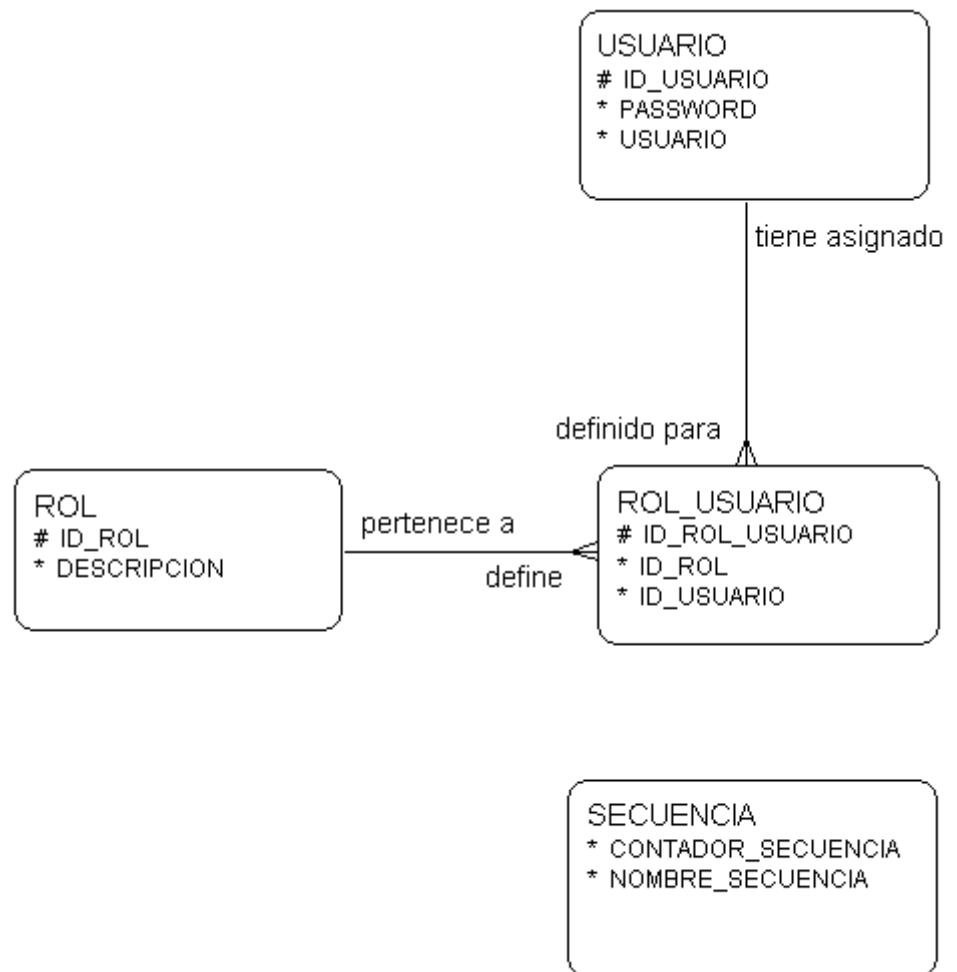 USUARIO
# ID_USUARIO
* PASSWORD
* USUARIO
tiene asignado
definido para
ROL
# ID_ROL
* DESCRIPCION
pertenece a
define
ROL_USUARIO
# ID_ROL_USUARIO
* ID_ROL
* ID_USUARIO
SECUENCIA
* CONTADOR_SECUENCIA
* NOMBRE_SECUENCIA